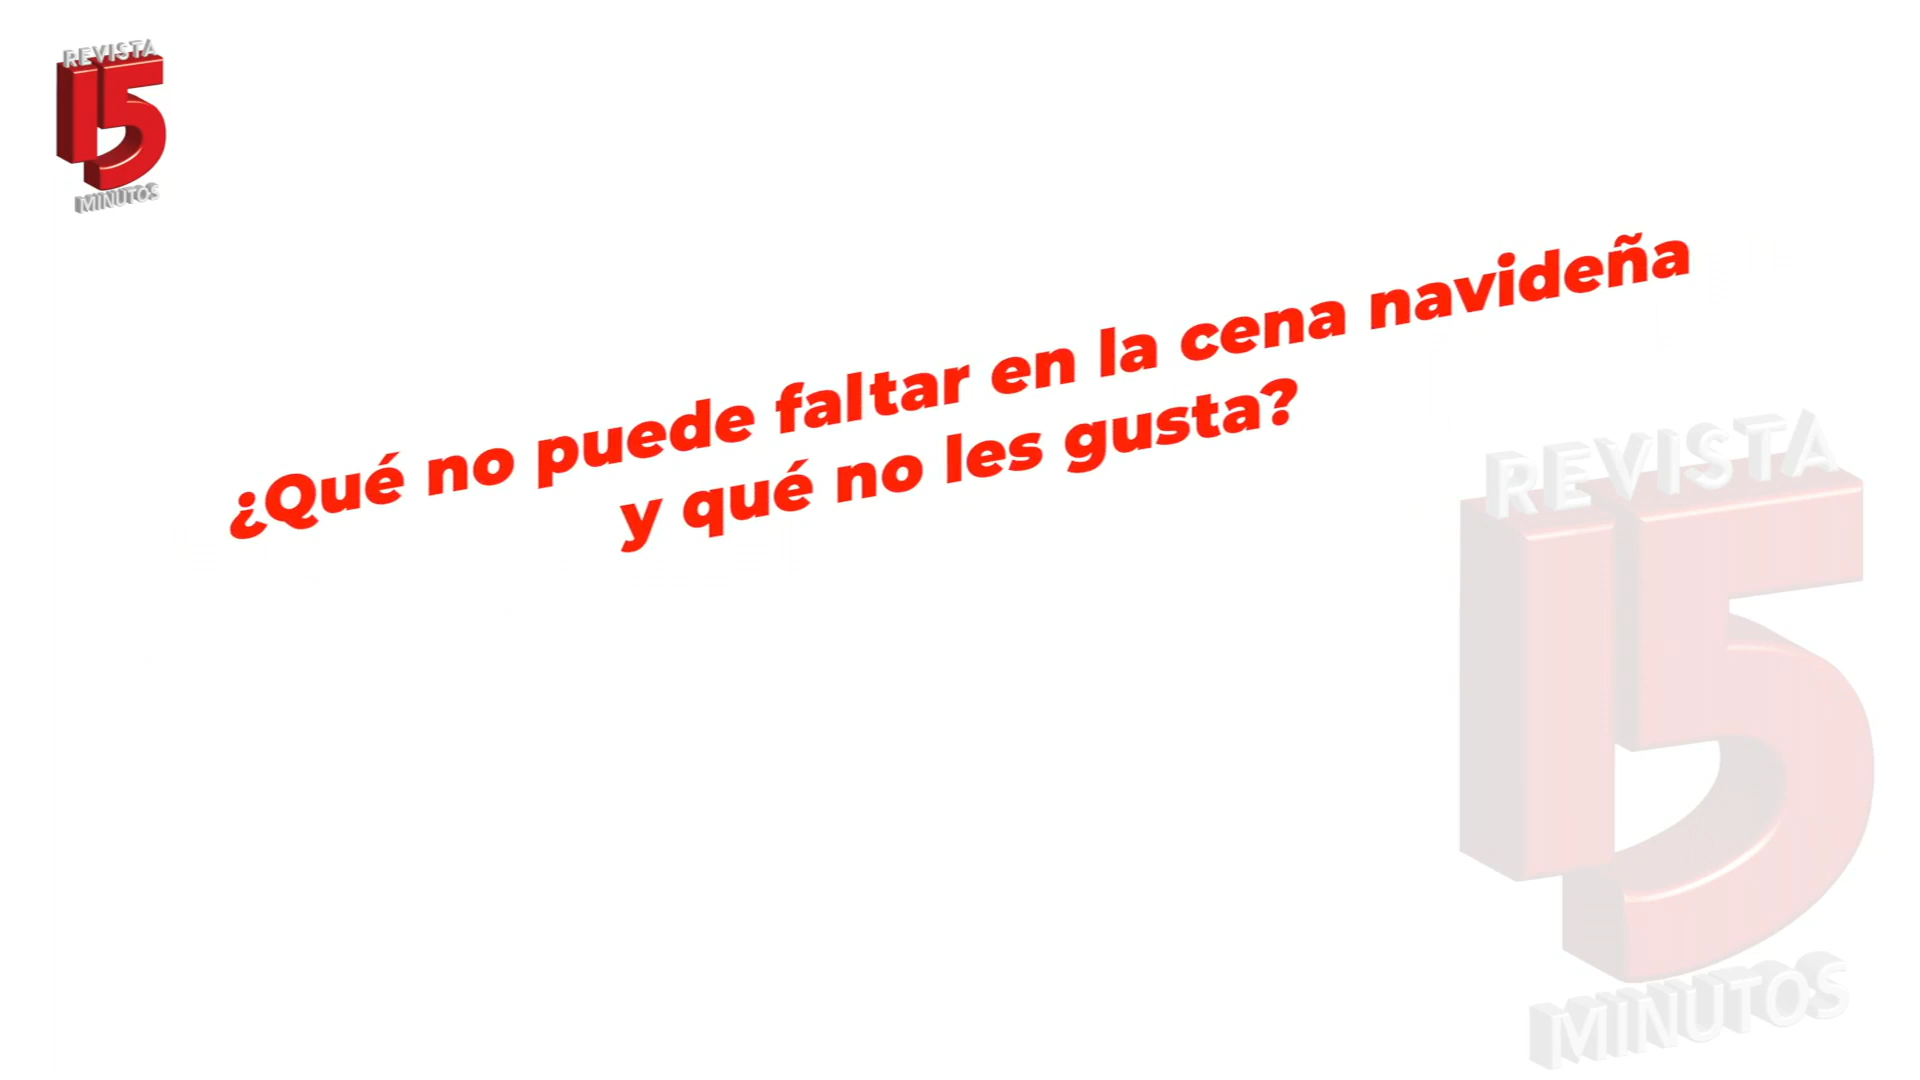 REVISTA
15
MINUTOS
¿Qué no puede faltar en la cena navideña
y qué no les gusta?
REVISTA
15
MINUTOS